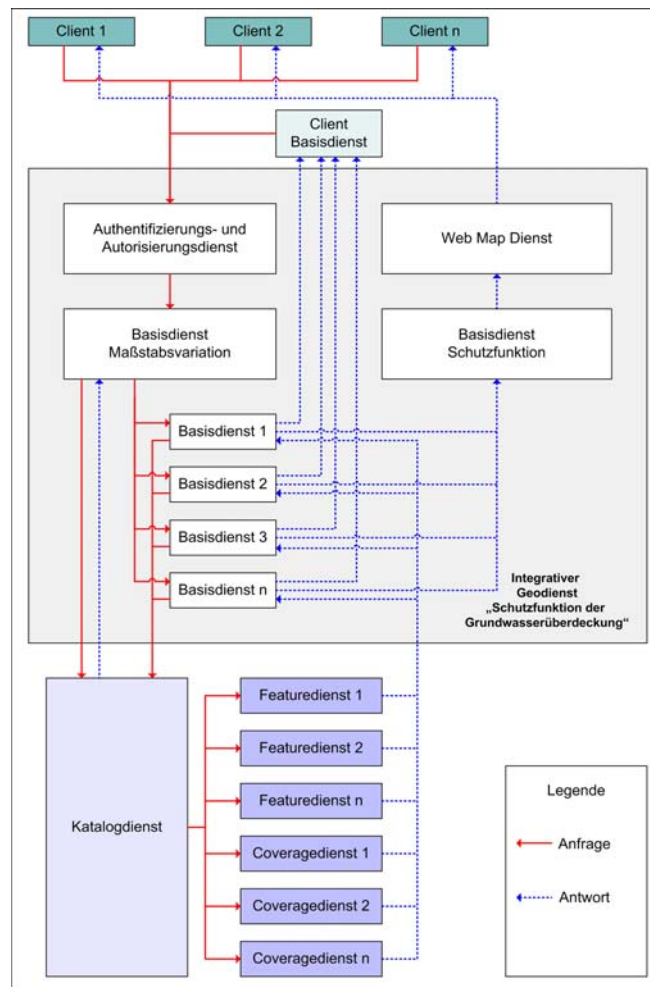 Client 1
Client 2
Client n
Client
Basisdienst
Authentifizierungs- und
Autorisierungsdienst
Web Map Dienst
Basisdienst
Maßstabsvariation
Basisdienst
Schutzfunktion
Basisdienst 1
Basisdienst 2
Basisdienst 3
Basisdienst n
Integrativer
Geodienst
„Schutzfunktion der
Grundwasserüberdeckung“
Katalogdienst
Featuredienst 1
Featuredienst 2
Featuredienst n
Coveragedienst 1
Coveragedienst 2
Coveragedienst n
Legende
Anfrage
Antwort